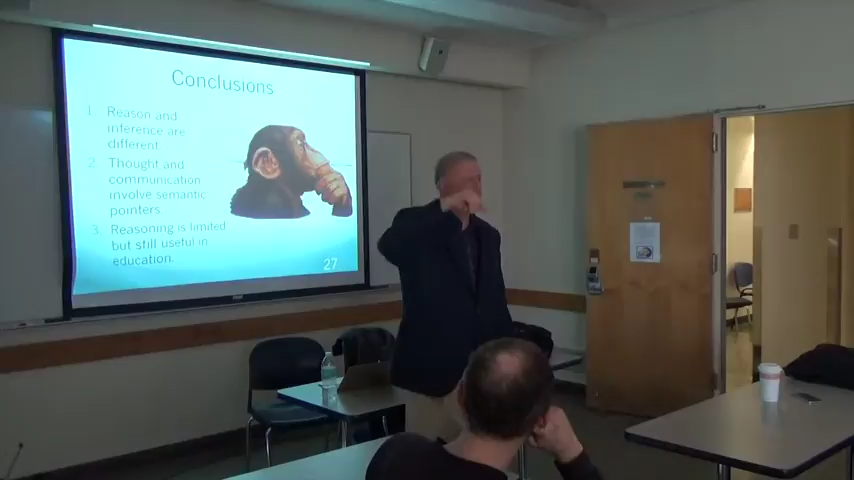 Conclusions
1. Reason and
inference are
different.
2. Thought and
communication
involve semantic
pointers
3. Reasoning is limited
but still useful in
education.
27